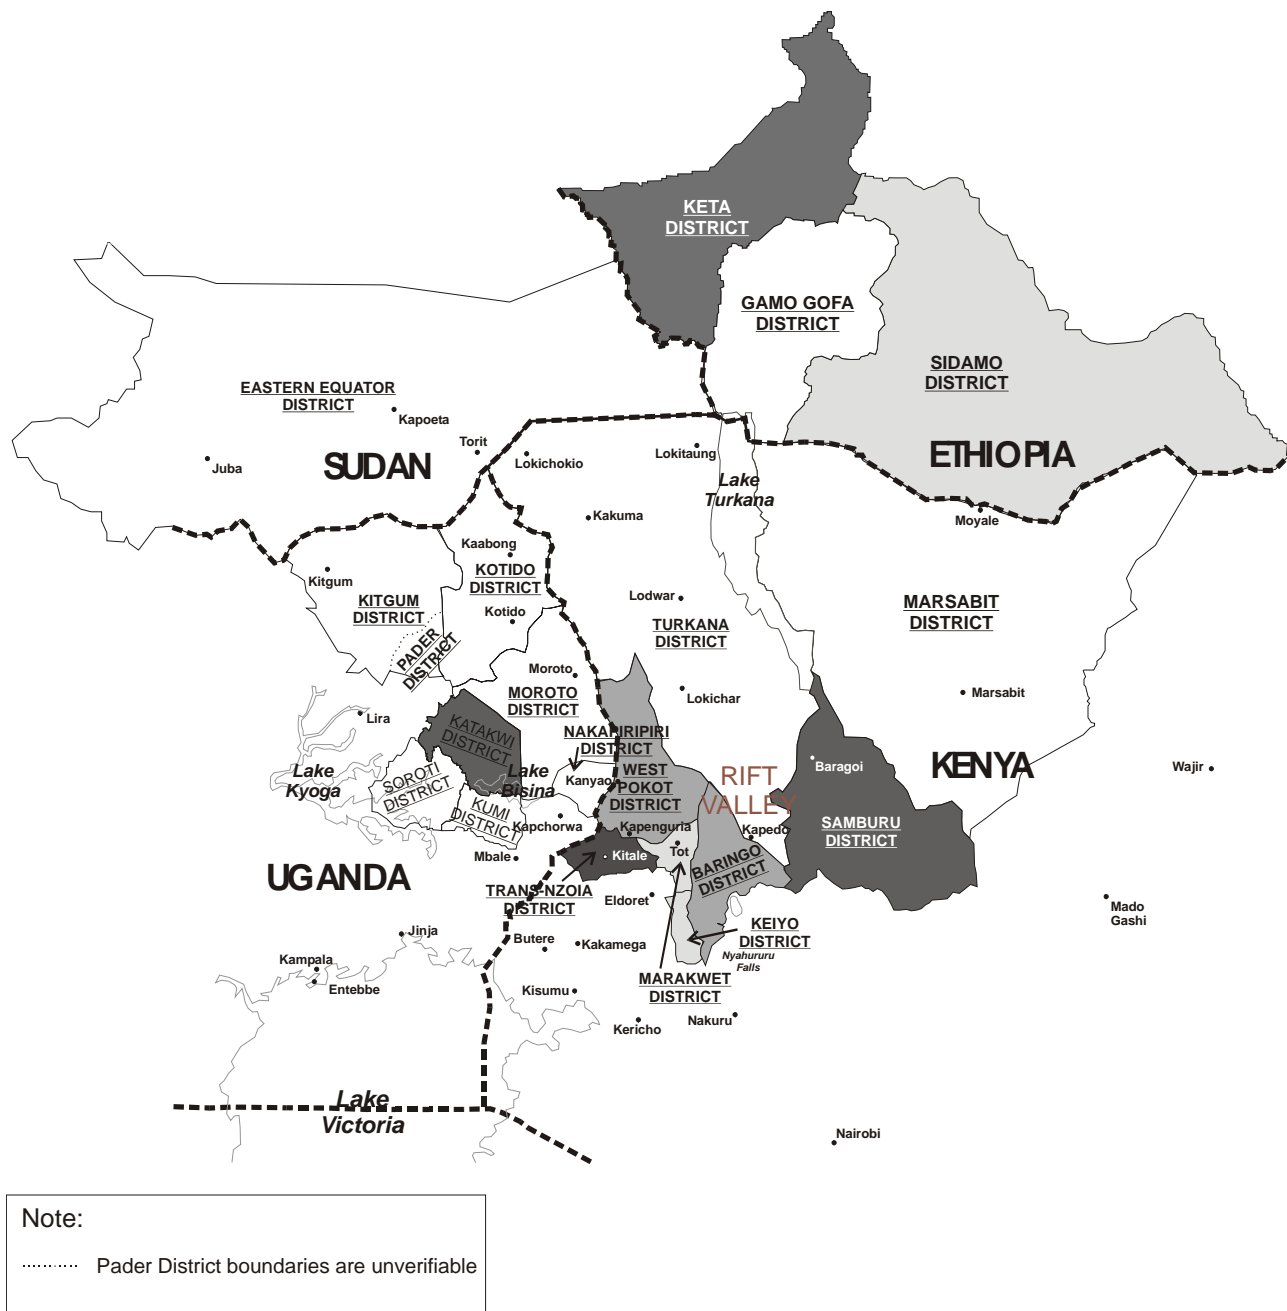 KETA
DISTRICT
GAMO GOFA
DISTRICT
SIDAMO
DISTRICT
EASTERN EQUATOR
DISTRICT
Kapoeta
Torit
Juba
SUDAN
Lokichokio
Lokitaung
ETHIOPIA
Lake
Turkana
Moyale
Kakuma
Kaabong
KOTIDO
DISTRICT
Kitgum
KITGUM
DISTRICT
Kotido
PADER
DISTRICT
Lodwar
TURKANA
DISTRICT
MARSABIT
DISTRICT
Moroto
MOROTO
DISTRICT
Lokichar
Marsabit
Lira
KATAKWI
DISTRICT
NAKAPIRIPIRI
DISTRICT
Lake
Kyoga
SOROTI
DISTRICT
Lake
Bisina
Kanyao
WEST
POKOT
DISTRICT
RIFT
VALLEY
Baragoi
KENYA
Wajir
KUMI
DISTRICT
Kapchorwa
Kapenguria
Kapedo
SAMBURU
DISTRICT
Mbale
Kitale
Tot
BARINGO
DISTRICT
UGANDA
TRANS-NZOIA
DISTRICT
Eldoret
Mado
Gashi
KEIYO
DISTRICT
Nyahururu
Falls
Jinja
Butere
Kakamega
Kampala
Entebbe
MARAKWET
DISTRICT
Kisumu
Kericho
Nakuru
Lake
Victoria
Nairobi
Note:
Pader District boundaries are unverifiable